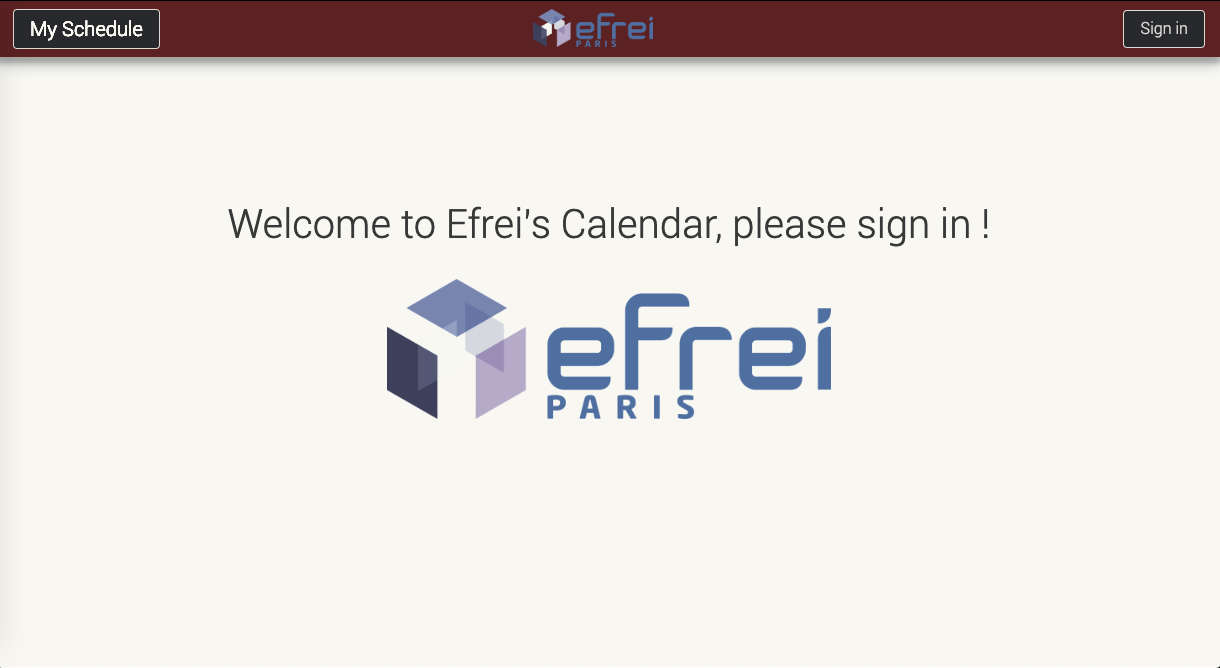 My Schedule
efrei
PARIS
Sign in
Welcome to Efrei's Calendar, please sign in !
efrei
PARIS